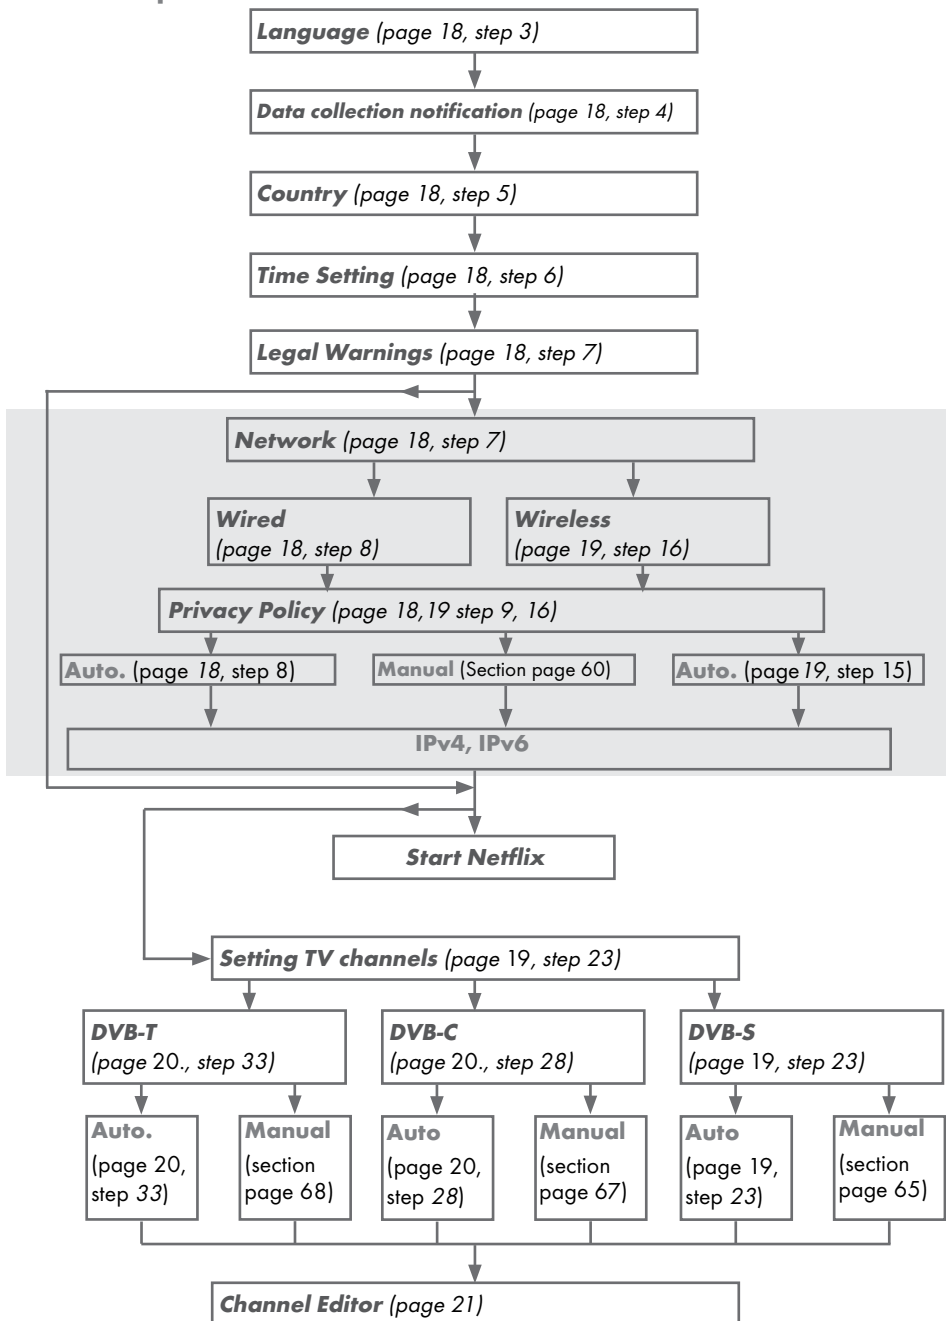 Language (page 18, step 3)
Data collection notification (page 18, step 4)
Country (page 18, step 5)
Time Setting (page 18, step 6)
Legal Warnings (page 18, step 7)
Network (page 18, step 7)
Wired
(page 18, step 8)
Wireless
(page 19, step 16)
Privacy Policy (page 18,19 step 9, 16)
Auto. (page 18, step 8)
Manual (Section page 60)
Auto. (page 19, step 15)
IPv4, IPv6
Start Netflix
Setting TV channels (page 19, step 23)
DVB-T
(page 20., step 33)
DVB-C
(page 20., step 28)
DVB-S
(page 19, step 23)
Auto.
(page 20,
step 33)
Manual
(section
page 68)
Auto
(page 20,
step 28)
Manual
(section
page 67)
Auto
(page 19,
step 23)
Manual
(section
page 65)
Channel Editor (page 21)